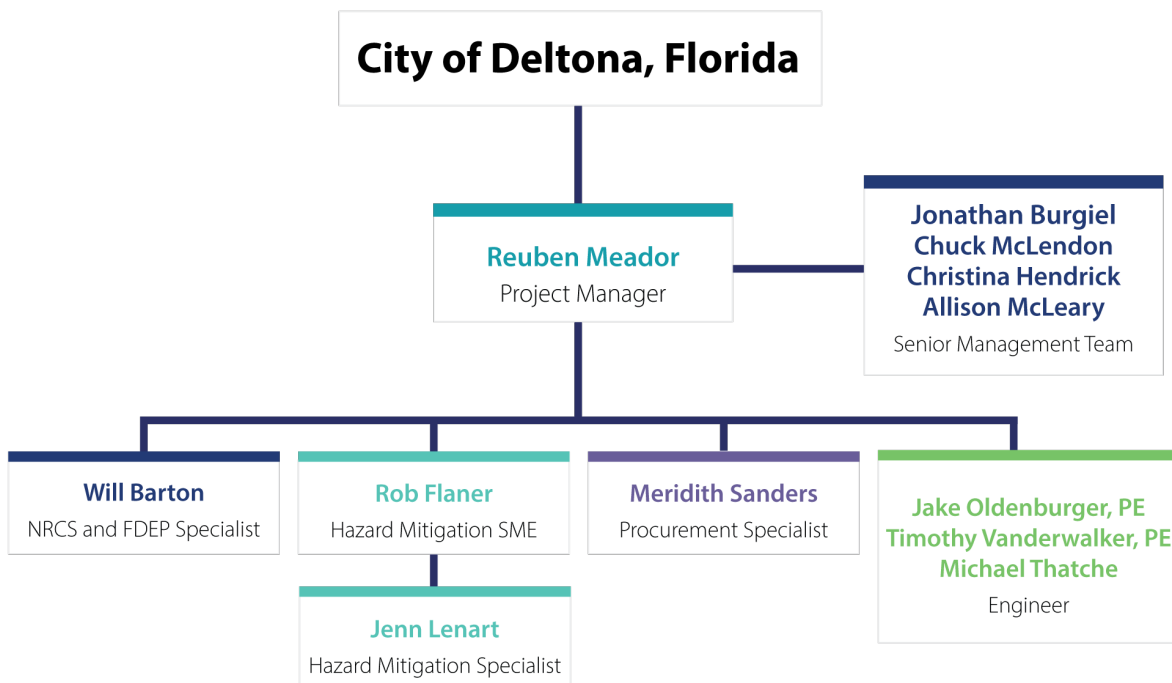 City of Deltona, Florida
Reuben Meador
Project Manager
Jonathan Burgiel
Chuck McLendon
Christina Hendrick
Allison McLeary
Senior Management Team
Will Barton
NRCS and FDEP Specialist
Rob Flaner
Hazard Mitigation SME
Jenn Lenart
Hazard Mitigation Specialist
Meridith Sanders
Procurement Specialist
Jake Oldenburger, PE
Timothy Vanderwalker, PE
Michael Thatche
Engineer